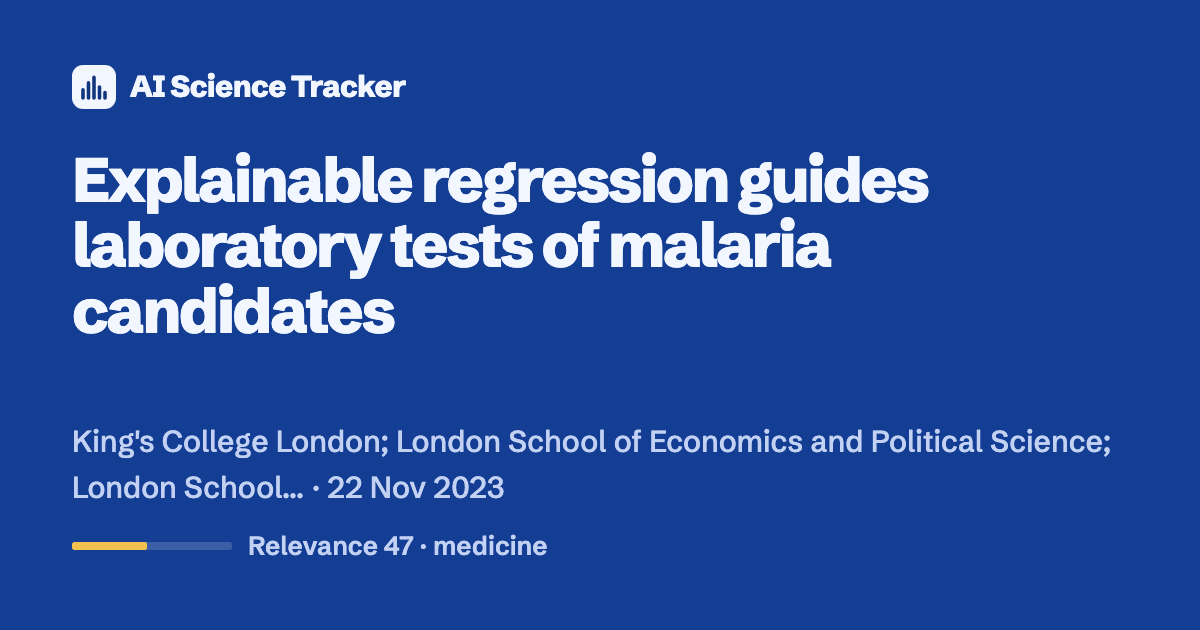 AI Science Tracker
Explainable regression guides
laboratory tests of malaria
candidates
King's College London; London School of Economics and Political Science;
London School... · 22 Nov 2023
Relevance 47 · medicine